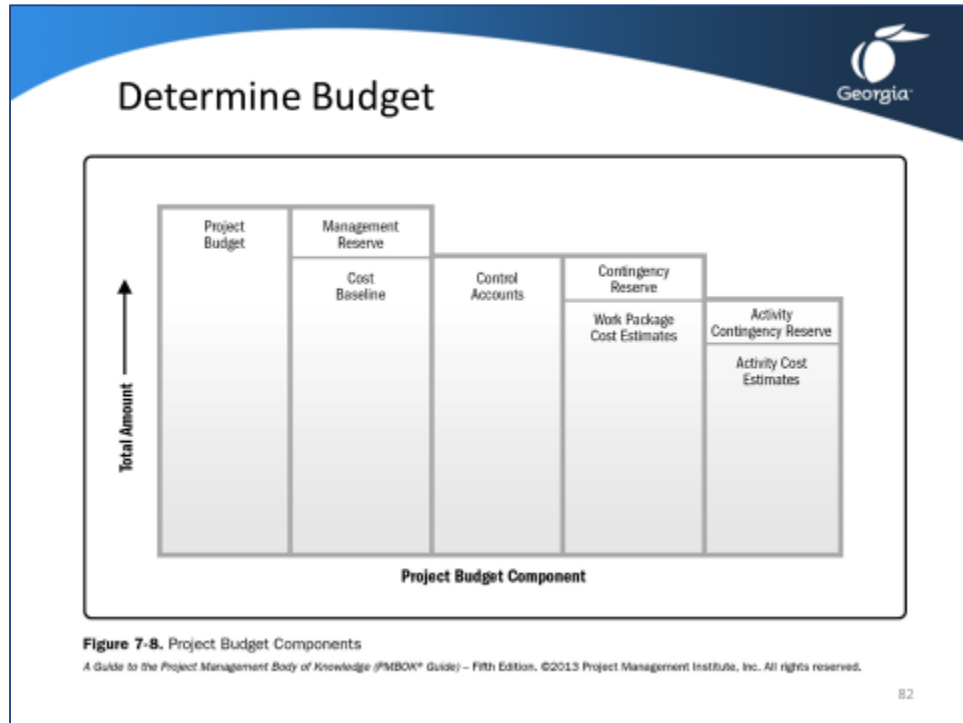 Georgia
Determine Budget
Project
Budget
Management
Reserve
Cost
Baseline
Control
Accounts
Contingency
Reserve
Work Package
Cost Estimates
Activity
Contingency Reserve
Activity Cost
Estimates
Total Amount
Project Budget Component
Figure 7-8. Project Budget Components
A Guide to the Project Management Body of Knowledge (PMBOK® Guide) – Fifth Edition. ©2013 Project Management Institute, Inc. All rights reserved.
82